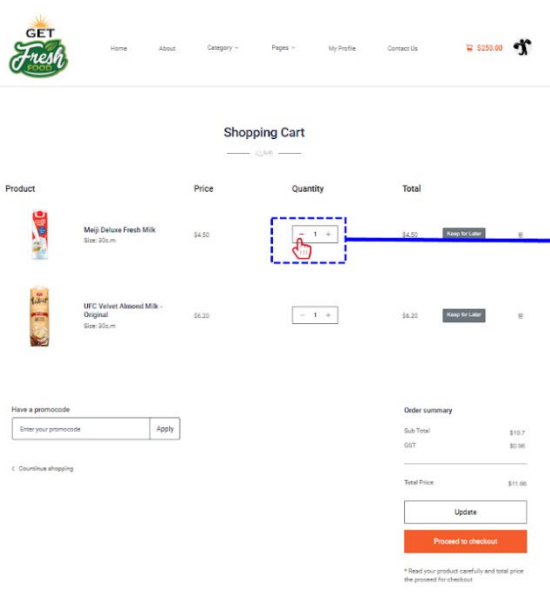 GET
Fresh
FOOD
Home About Category Pages My Profile Contact Us $250.00
Shopping Cart
Product Price Quantity Total
Meiji Deluxe Fresh Milk
Size: 30c.m
$4.50 − 1 + $4.50 Keep for Later
UFC Velvet Almond Milk -
Original
Size: 30c.m
$6.20 − 1 + $6.20 Keep for Later
Have a promocode
Enter your promocode Apply
< Countinue shopping
Order summary
Sub Total $10.7
GST
Total Price
Update
Proceed to checkout
* Read your product carefully and total price
the proceed for checkout